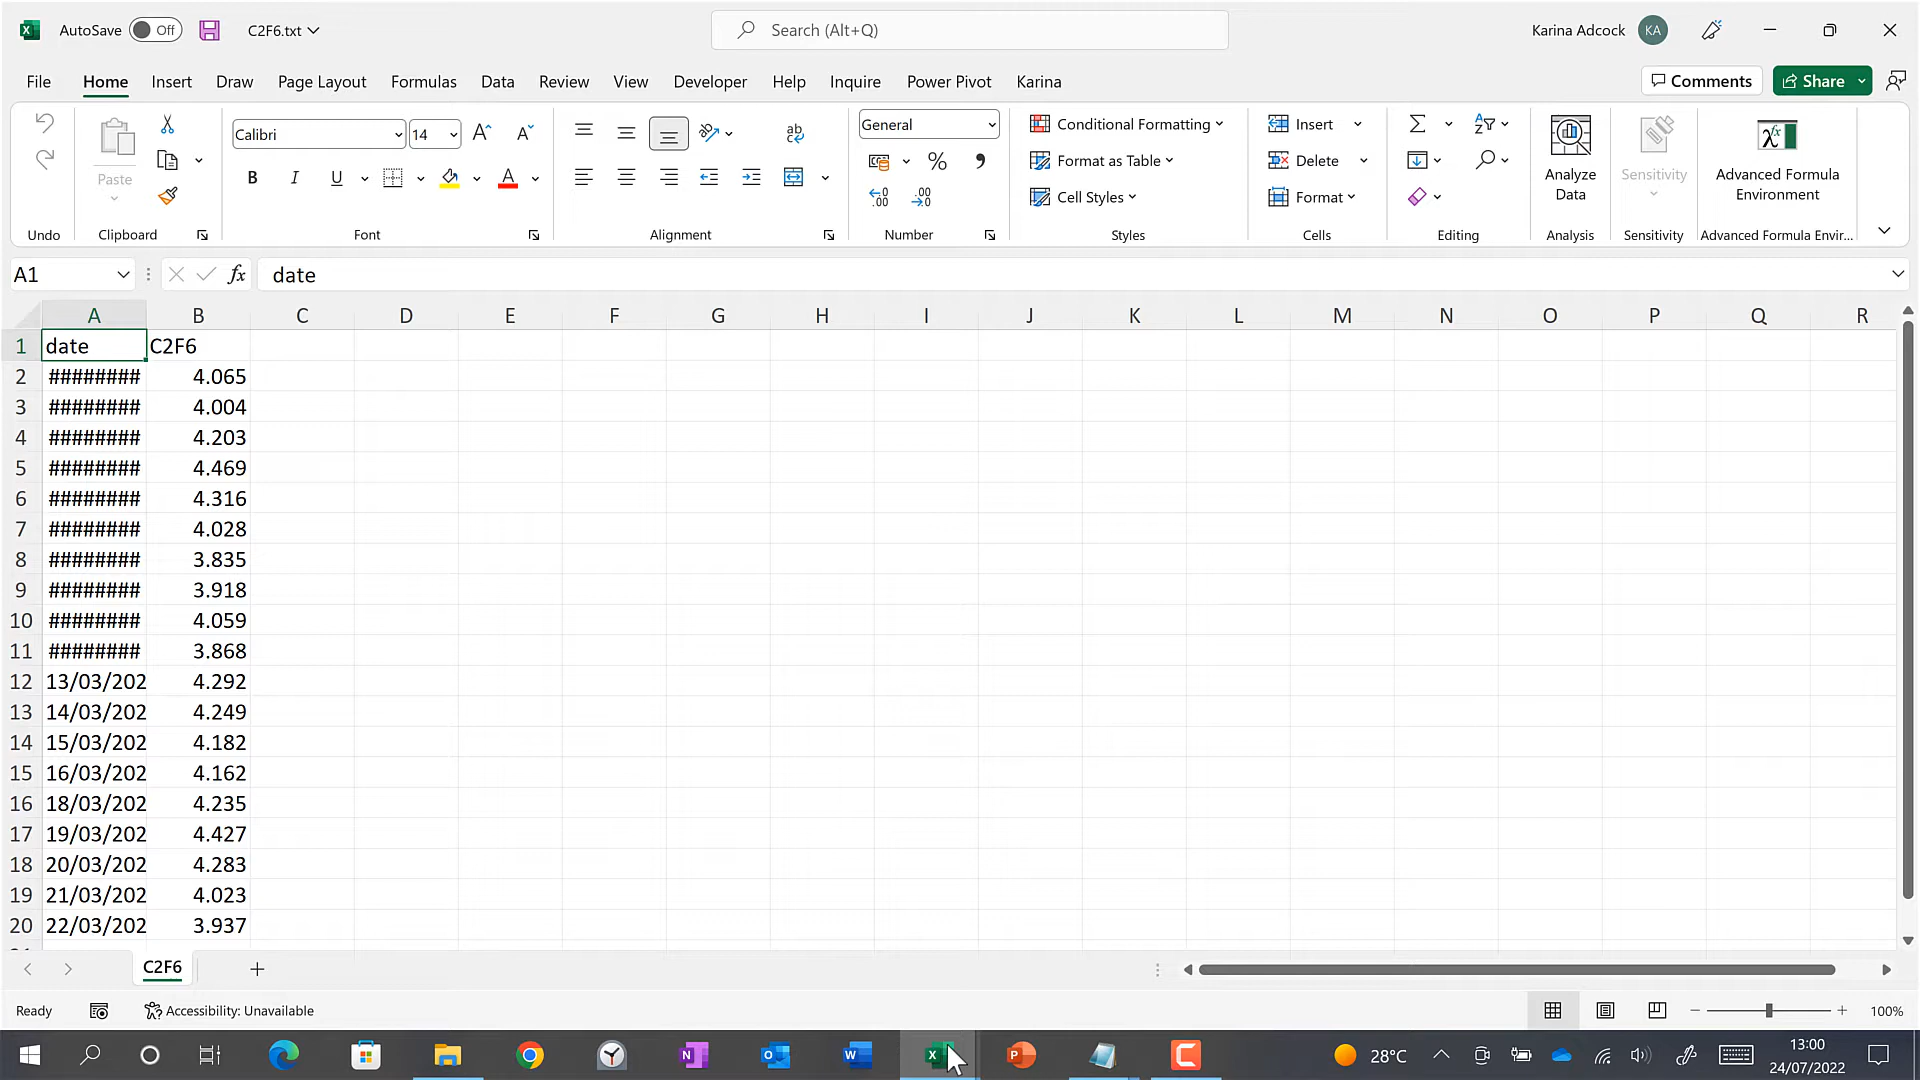 AutoSave Off C2F6.txt Search (Alt+Q) Karina Adcock KA
File Home Insert Draw Page Layout Formulas Data Review View Developer Help Inquire Power Pivot Karina Comments Share
Calibri 14 ab General Conditional Formatting Insert
Paste B I U A % Format as Table Delete Analyze Data Sensitivity Advanced Formula Environment
Cell Styles Format
Undo Clipboard Font Alignment Number Styles Cells Editing Analysis Sensitivity Advanced Formula Envir...
A1 fx date
A B C D E F G H I J K L M N O P Q R
1 date C2F6
2 ######## 4.065
3 ######## 4.004
4 ######## 4.203
5 ######## 4.469
6 ######## 4.316
7 ######## 4.028
8 ######## 3.835
9 ######## 3.918
10 ######## 4.059
11 ######## 3.868
12 13/03/202 4.292
13 14/03/202 4.249
14 15/03/202 4.182
15 16/03/202 4.162
16 18/03/202 4.235
17 19/03/202 4.427
18 20/03/202 4.283
19 21/03/202 4.023
20 22/03/202 3.937
C2F6
Ready Accessibility: Unavailable 100%
28°C 13:00
24/07/2022